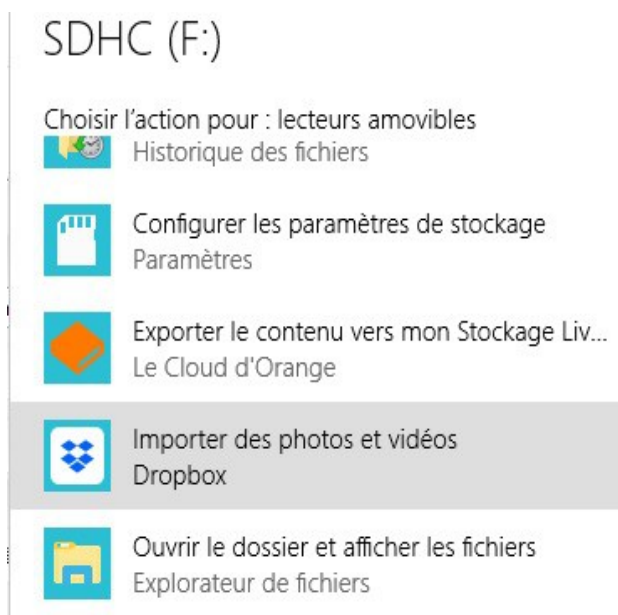 SDHC (F:)
Choisir l'action pour : lecteurs amovibles
Historique des fichiers
Configurer les paramètres de stockage
Paramètres
Exporter le contenu vers mon Stockage Liv...
Le Cloud d'Orange
Importer des photos et vidéos
Dropbox
Ouvrir le dossier et afficher les fichiers
Explorateur de fichiers